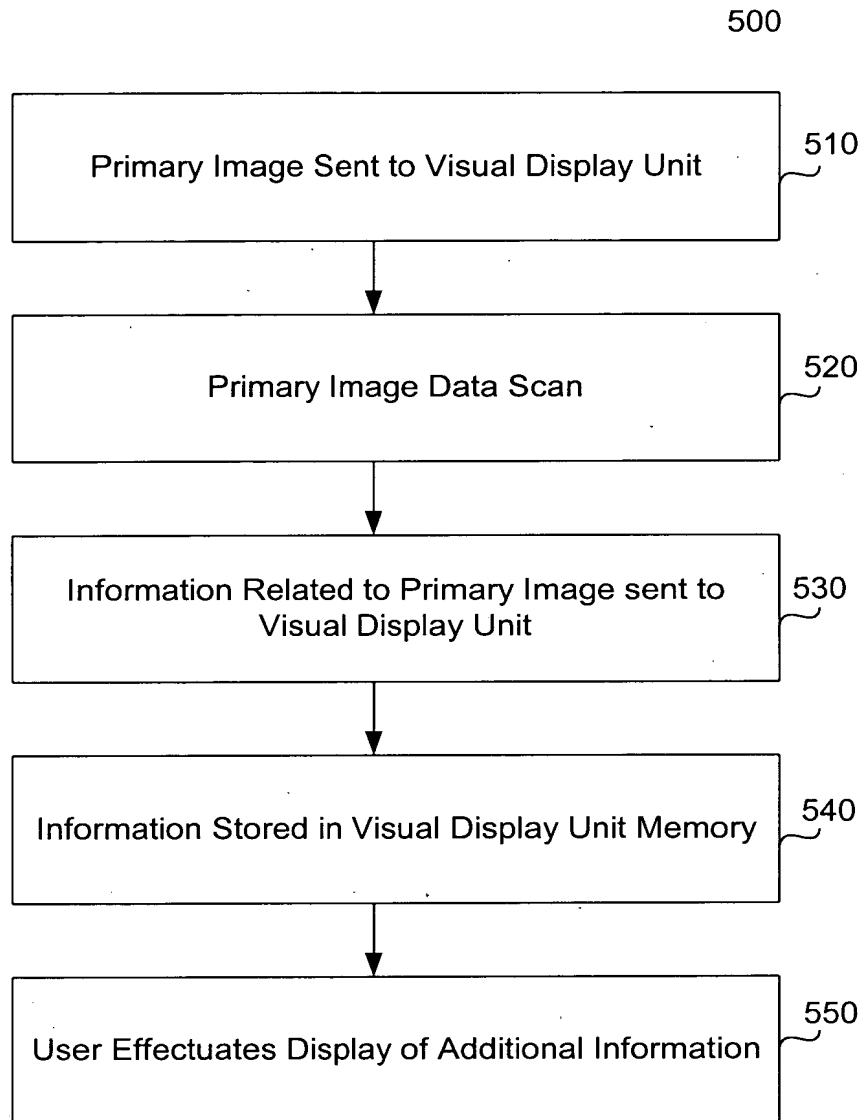 500
Primary Image Sent to Visual Display Unit
510
Primary Image Data Scan
520
Information Related to Primary Image sent to
Visual Display Unit
530
Information Stored in Visual Display Unit Memory
540
User Effectuates Display of Additional Information
550